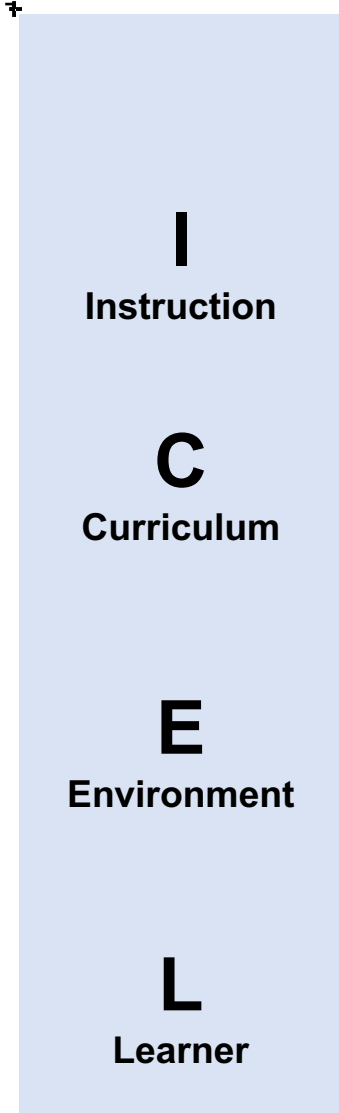 I
Instruction
C
Curriculum
E
Environment
L
Learner